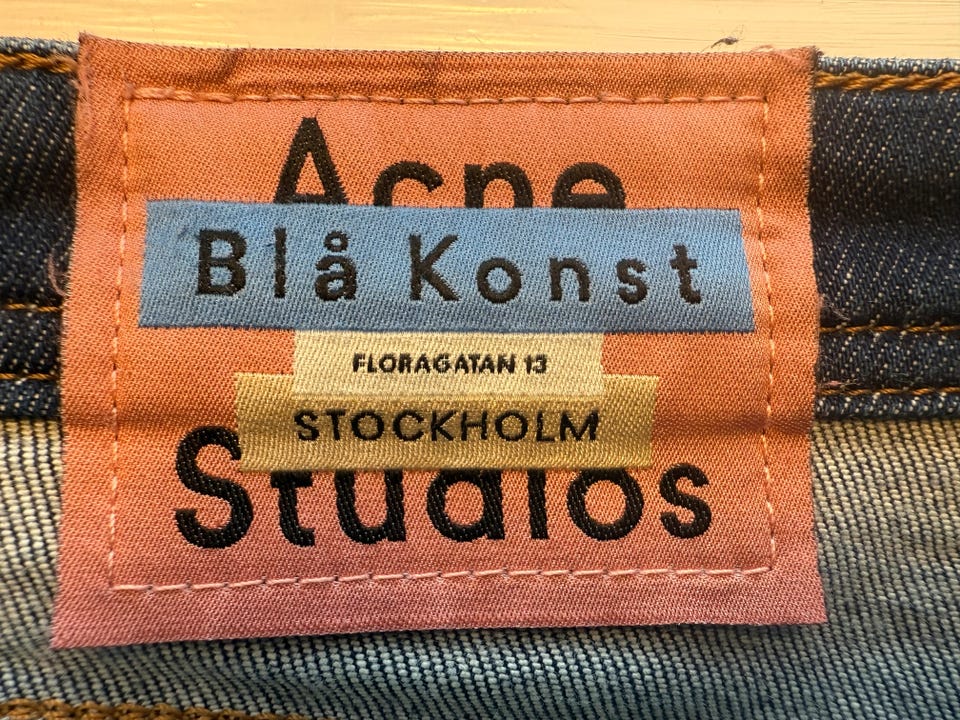 Acne
Blå Konst
FLORAGATAN 13
STOCKHOLM
Studios